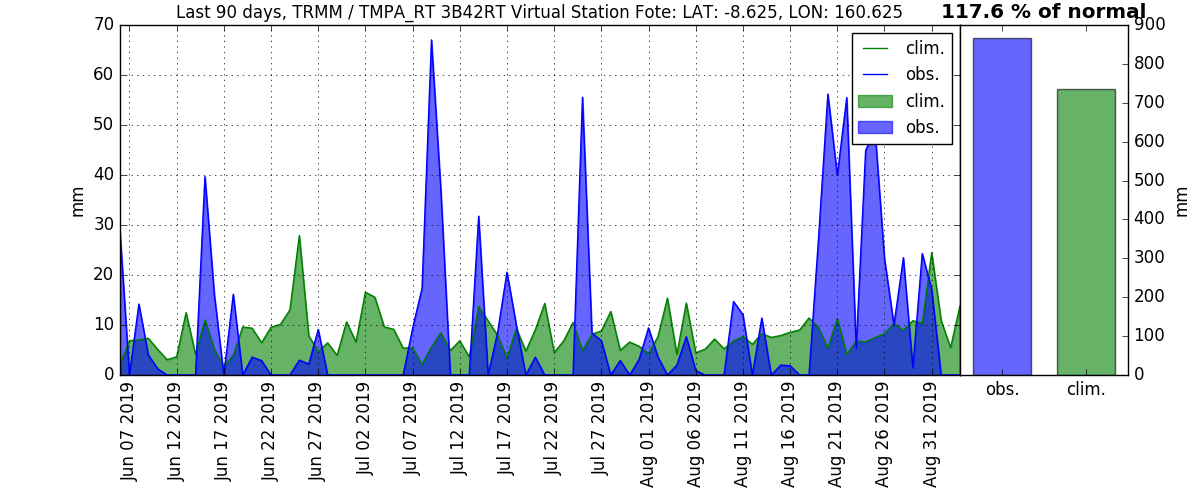 Last 90 days, TRMM / TMPA_RT 3B42RT Virtual Station Fote: LAT: -8.625, LON: 160.625
117.6 % of normal
70
60
50
40
30
20
10
0
mm
clim.
obs.
clim.
obs.
900
800
700
600
500
400
300
200
100
0
mm
Jun 07 2019
Jun 12 2019
Jun 17 2019
Jun 22 2019
Jun 27 2019
Jul 02 2019
Jul 07 2019
Jul 12 2019
Jul 17 2019
Jul 22 2019
Jul 27 2019
Aug 01 2019
Aug 06 2019
Aug 11 2019
Aug 16 2019
Aug 21 2019
Aug 26 2019
Aug 31 2019
obs.
clim.